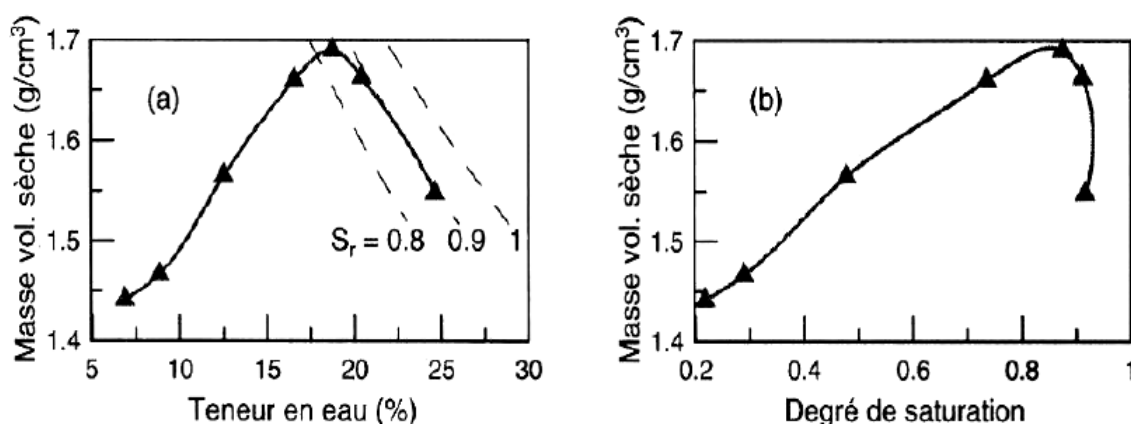 Masse vol. sèche (g/cm³)
1.7
1.6
1.5
1.4
(a)
S_r = 0.8 0.9 1
5 10 15 20 25 30
Teneur en eau (%)
Masse vol. sèche (g/cm³)
1.7
1.6
1.5
1.4
(b)
0.2 0.4 0.6 0.8 1
Degré de saturation